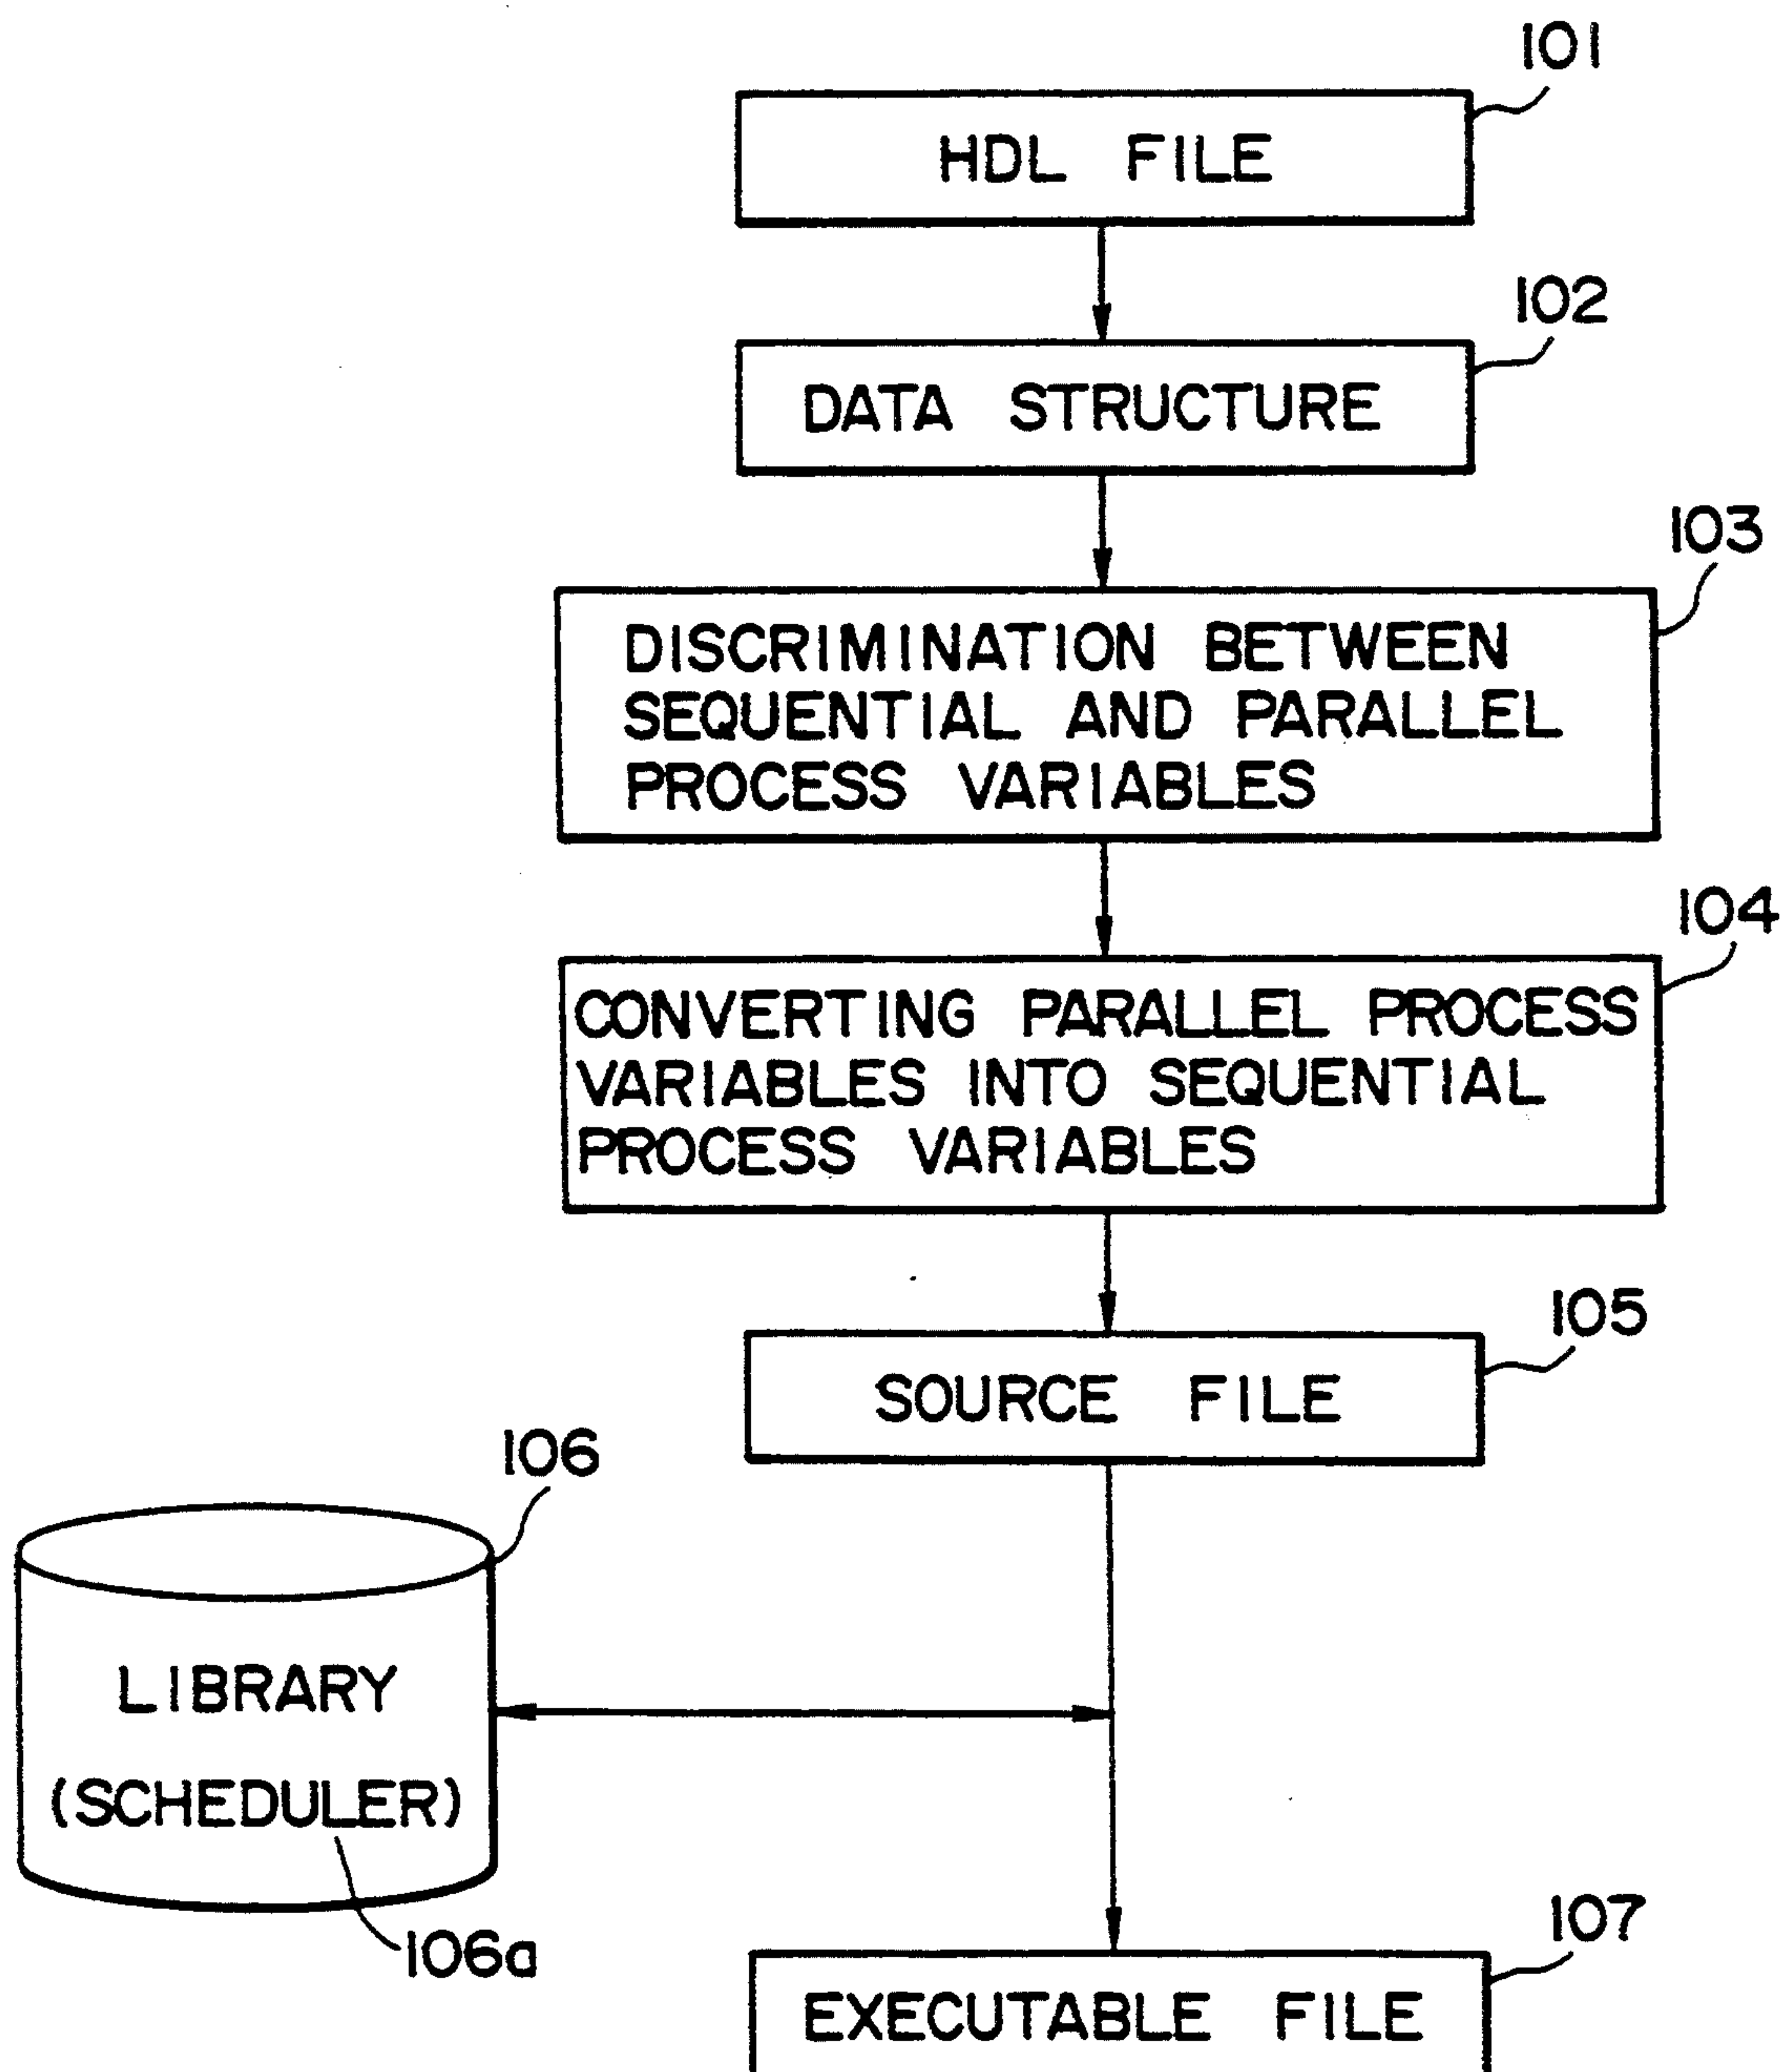 101
HDL FILE
102
DATA STRUCTURE
103
DISCRIMINATION BETWEEN
SEQUENTIAL AND PARALLEL
PROCESS VARIABLES
104
CONVERTING PARALLEL PROCESS
VARIABLES INTO SEQUENTIAL
PROCESS VARIABLES
105
SOURCE FILE
106
LIBRARY
(SCHEDULER)
106a
107
EXECUTABLE FILE